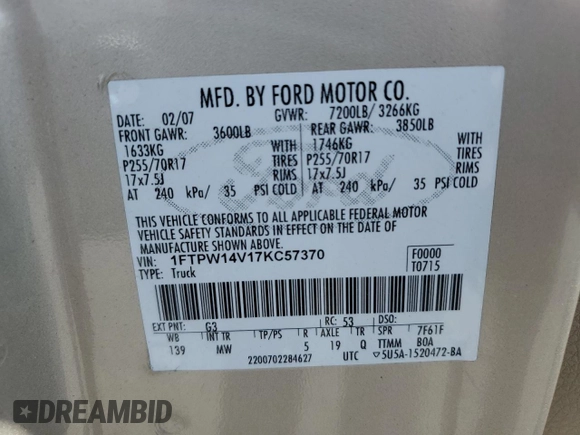 MFD. BY FORD MOTOR CO.
DATE: 02/07 GVWR: 7200LB/ 3266KG
FRONT GAWR: 3600LB REAR GAWR: 3850LB
1633KG WITH 1746KG WITH
P255/70R17 TIRES P255/70R17 TIRES
17x7.5J RIMS 17x7.5J RIMS
AT 240 kPa/ 35 PSI COLD AT 240 kPa/ 35 PSI COLD
Ford
THIS VEHICLE CONFORMS TO ALL APPLICABLE FEDERAL MOTOR
VEHICLE SAFETY STANDARDS IN EFFECT ON THE DATE OF
MANUFACTURE SHOWN ABOVE.
VIN: 1FTPW14V17KC57370 F0000
TYPE: Truck T0715
EXT PNT: G3 RC: 53 DSO:
WB INT TR TP/PS R AXLE TR SPR 7F61F
139 MW 5 19 Q TTMM BOA
2200702284627 UTC ▽5U5A-1520472-BA
DREAMBID